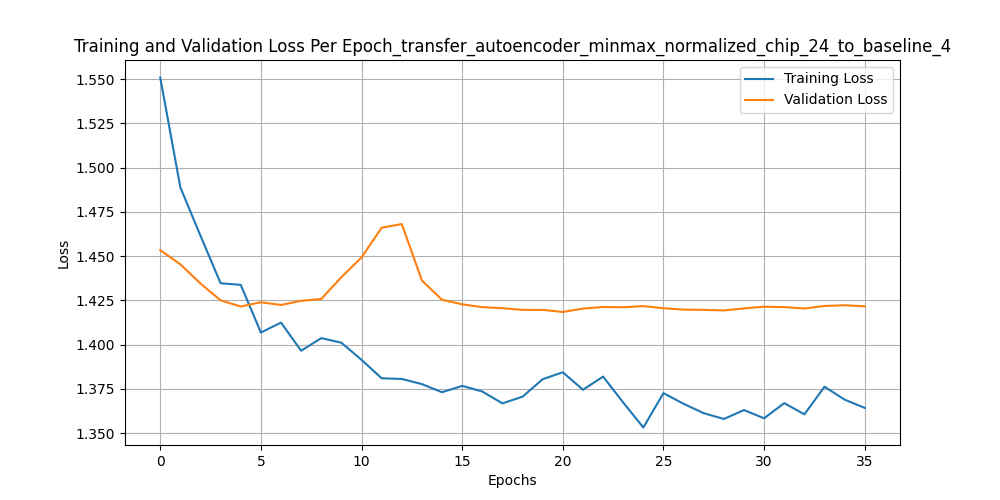 Training and Validation Loss Per Epoch_transfer_autoencoder_minmax_normalized_chip_24_to_baseline_4
Training Loss
Validation Loss
1.550
1.525
1.500
1.475
1.450
1.425
1.400
1.375
1.350
Loss
0 5 10 15 20 25 30 35
Epochs